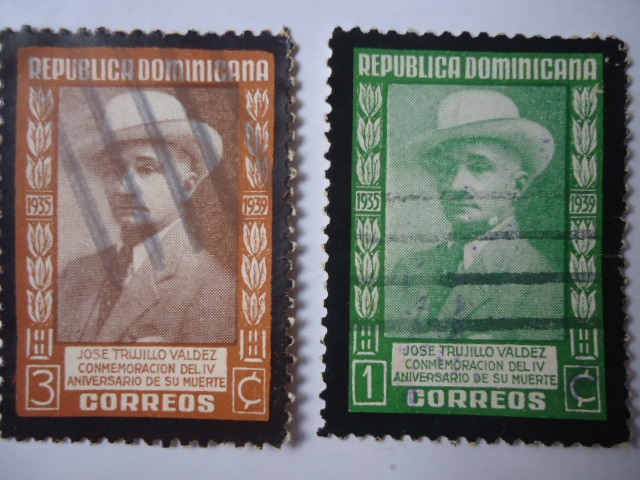 REPUBLICA DOMINICANA
1935 1939
JOSE TRUJILLO VALDEZ
CONMEMORACION DEL IV
ANIVERSARIO DE SU MUERTE
3 CORREOS ¢
REPUBLICA DOMINICANA
1935 1939
JOSE TRUJILLO VALDEZ
CONMEMORACION DEL IV
ANIVERSARIO DE SU MUERTE
1 CORREOS ¢